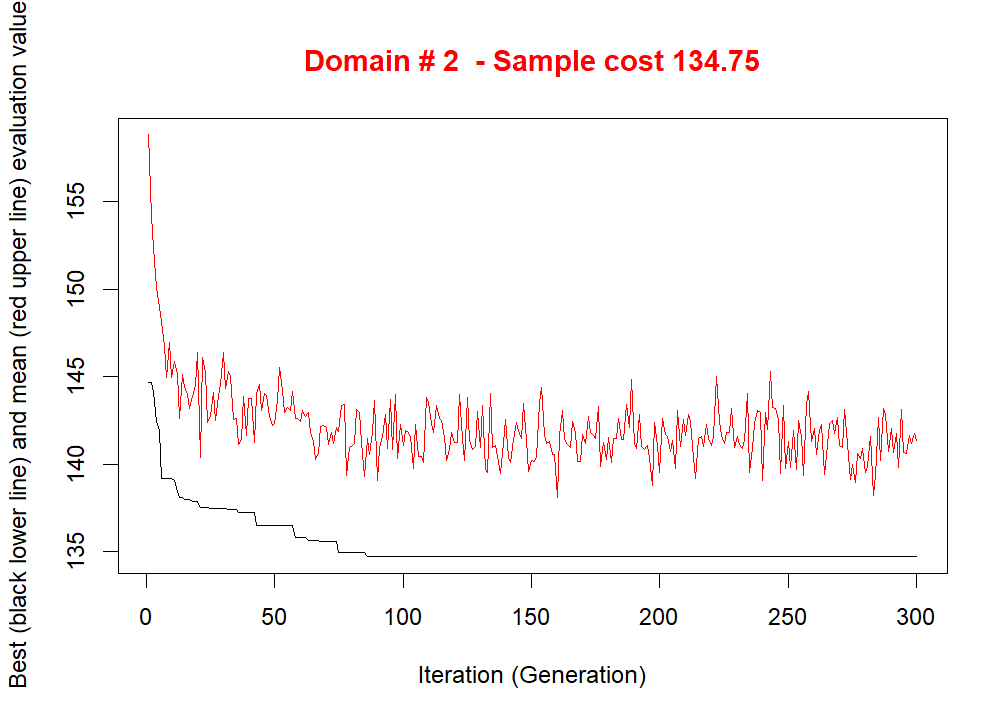 Domain # 2  - Sample cost 134.75
Best (black lower line) and mean (red upper line) evaluation value
155
150
145
140
135
0 50 100 150 200 250 300
Iteration (Generation)